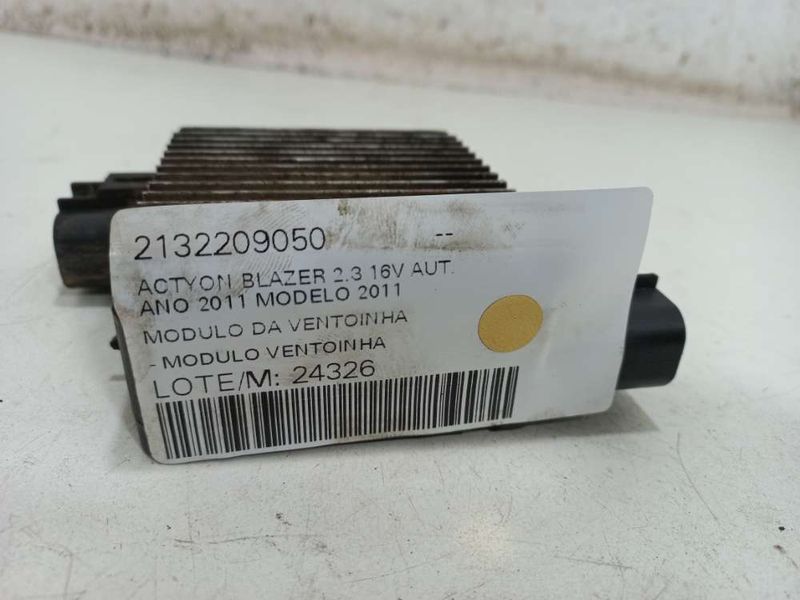 2132209050 --
ACTYON BLAZER 2.3 16V AUT.
ANO 2011 MODELO 2011
MODULO DA VENTOINHA
- MODULO VENTOINHA
LOTE/M: 24326